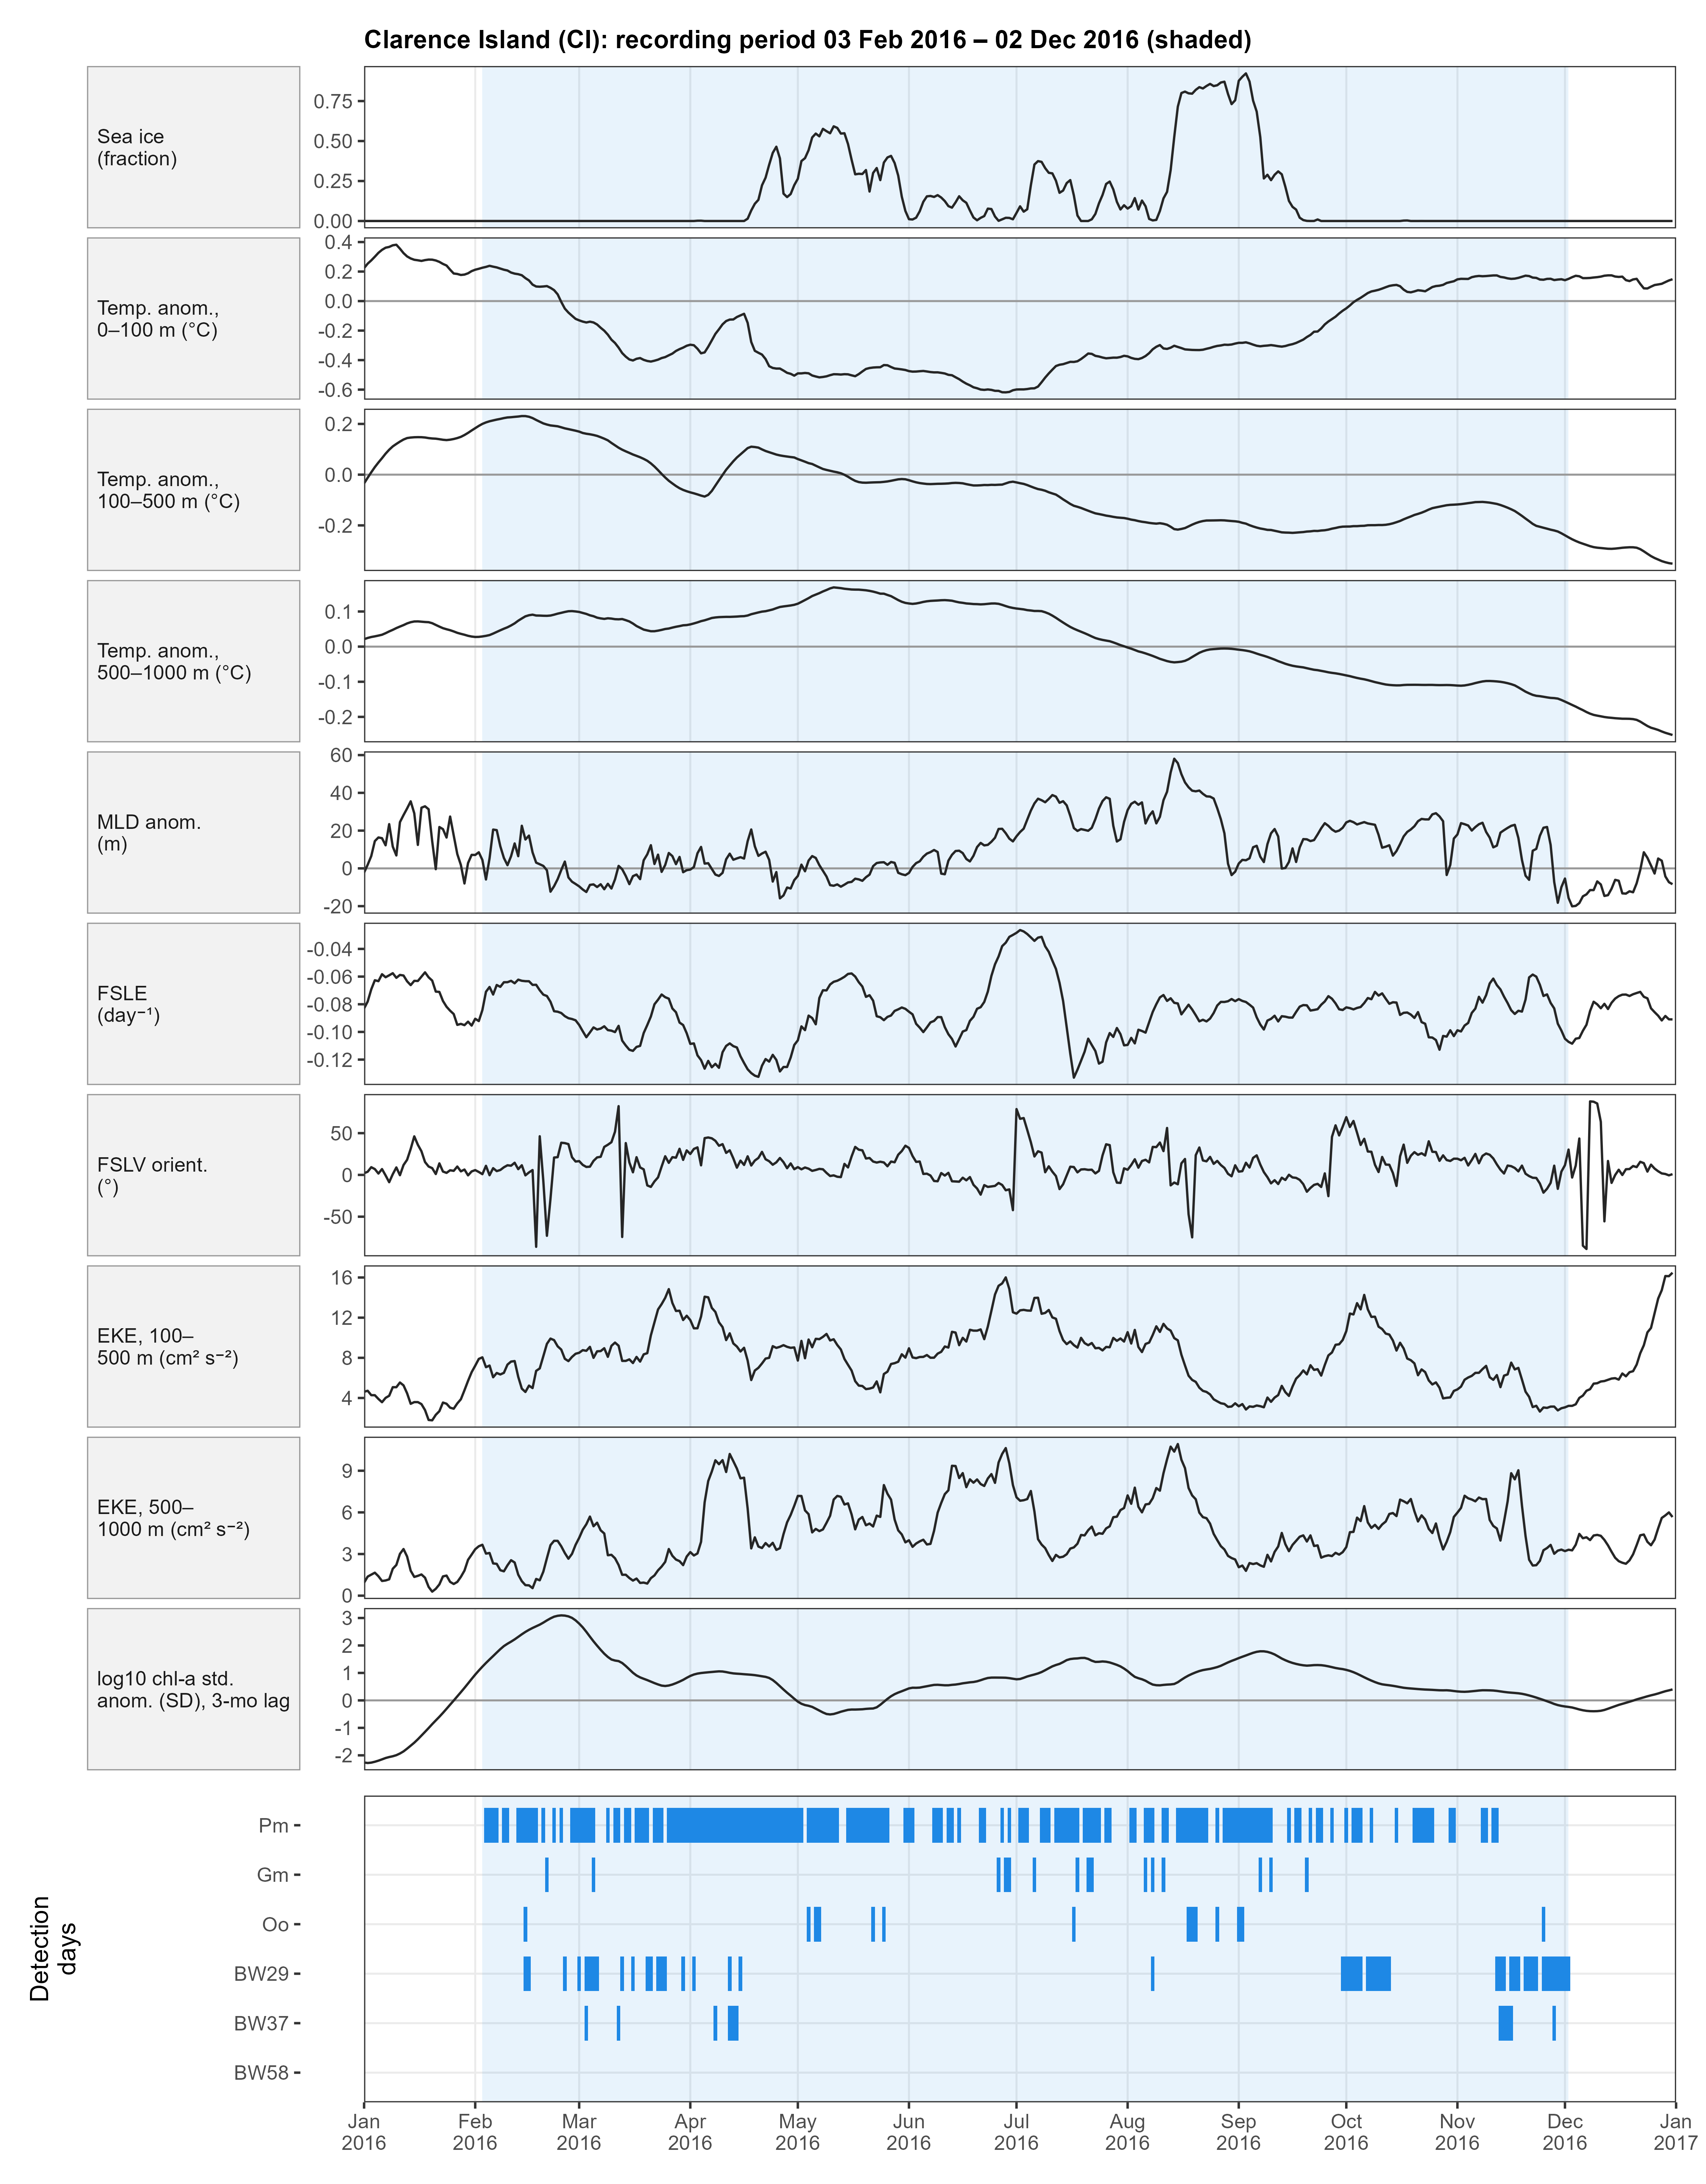 Clarence Island (CI): recording period 03 Feb 2016 – 02 Dec 2016 (shaded)
Sea ice
(fraction)
0.75
0.50
0.25
0.00
Temp. anom.,
0–100 m (°C)
0.4
0.2
0.0
-0.2
-0.4
-0.6
Temp. anom.,
100–500 m (°C)
0.2
0.0
-0.2
Temp. anom.,
500–1000 m (°C)
0.1
0.0
-0.1
-0.2
MLD anom.
(m)
60
40
20
0
-20
FSLE
(day⁻¹)
-0.04
-0.06
-0.08
-0.10
-0.12
FSLV orient.
(°)
50
0
-50
EKE, 100–
500 m (cm² s⁻²)
16
12
8
4
EKE, 500–
1000 m (cm² s⁻²)
9
6
3
0
log10 chl-a std.
anom. (SD), 3-mo lag
3
2
1
0
-1
-2
Detection
days
Pm
Gm
Oo
BW29
BW37
BW58
Jan Feb Mar Apr May Jun Jul Aug Sep Oct Nov Dec Jan
2016 2016 2016 2016 2016 2016 2016 2016 2016 2016 2016 2016 2017